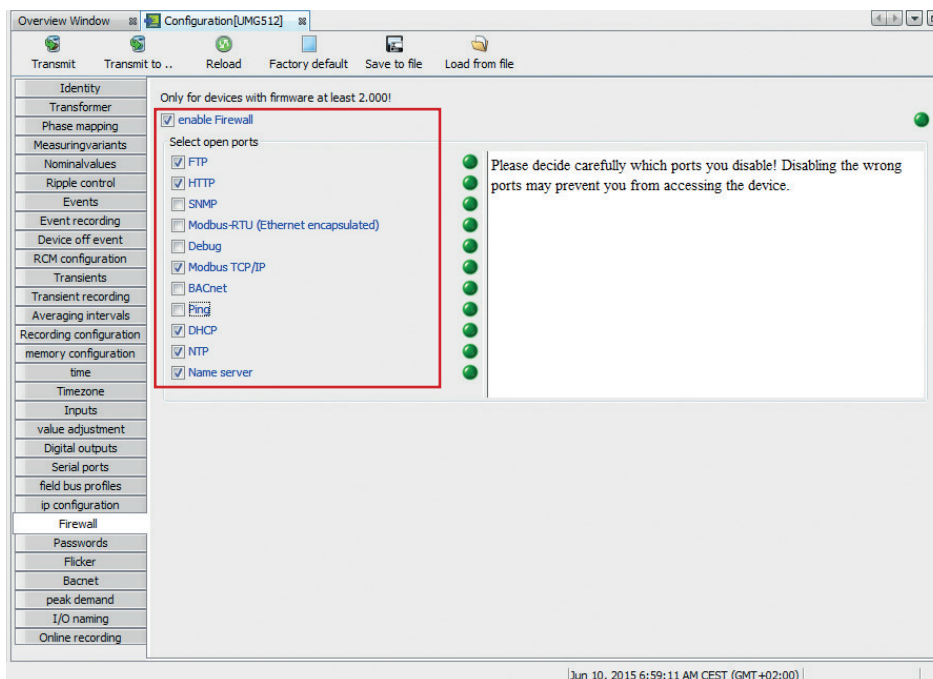 Overview Window
Configuration[UMG512]
Transmit
Transmit to ..
Reload
Factory default
Save to file
Load from file
Identity
Transformer
Phase mapping
Measuringvariants
Nominalvalues
Ripple control
Events
Event recording
Device off event
RCM configuration
Transients
Transient recording
Averaging intervals
Recording configuration
memory configuration
time
Timezone
Inputs
value adjustment
Digital outputs
Serial ports
field bus profiles
ip configuration
Firewall
Passwords
Flicker
Bacnet
peak demand
I/O naming
Online recording
Only for devices with firmware at least 2.000!
enable Firewall
Select open ports
FTP
HTTP
SNMP
Modbus-RTU (Ethernet encapsulated)
Debug
Modbus TCP/IP
BACnet
Ping
DHCP
NTP
Name server
Please decide carefully which ports you disable! Disabling the wrong
ports may prevent you from accessing the device.
Jun 10, 2015 6:59:11 AM CEST (GMT+02:00)